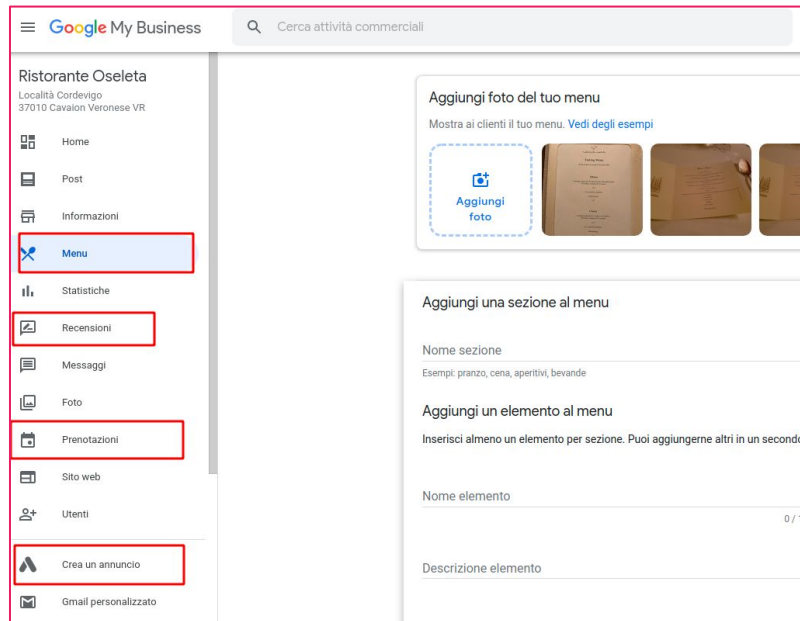 Google My Business
Cerca attività commerciali
Ristorante Oseleta
Località Cordevigo
37010 Cavaion Veronese VR
Home
Post
Informazioni
Menu
Statistiche
Recensioni
Messaggi
Foto
Prenotazioni
Sito web
Utenti
Crea un annuncio
Gmail personalizzato
Aggiungi foto del tuo menu
Mostra ai clienti il tuo menu. Vedi degli esempi
Aggiungi
foto
Aggiungi una sezione al menu
Nome sezione
Esempi: pranzo, cena, aperitivi, bevande
Aggiungi un elemento al menu
Inserisci almeno un elemento per sezione. Puoi aggiungerne altri in un secondo
Nome elemento
0 / 1
Descrizione elemento